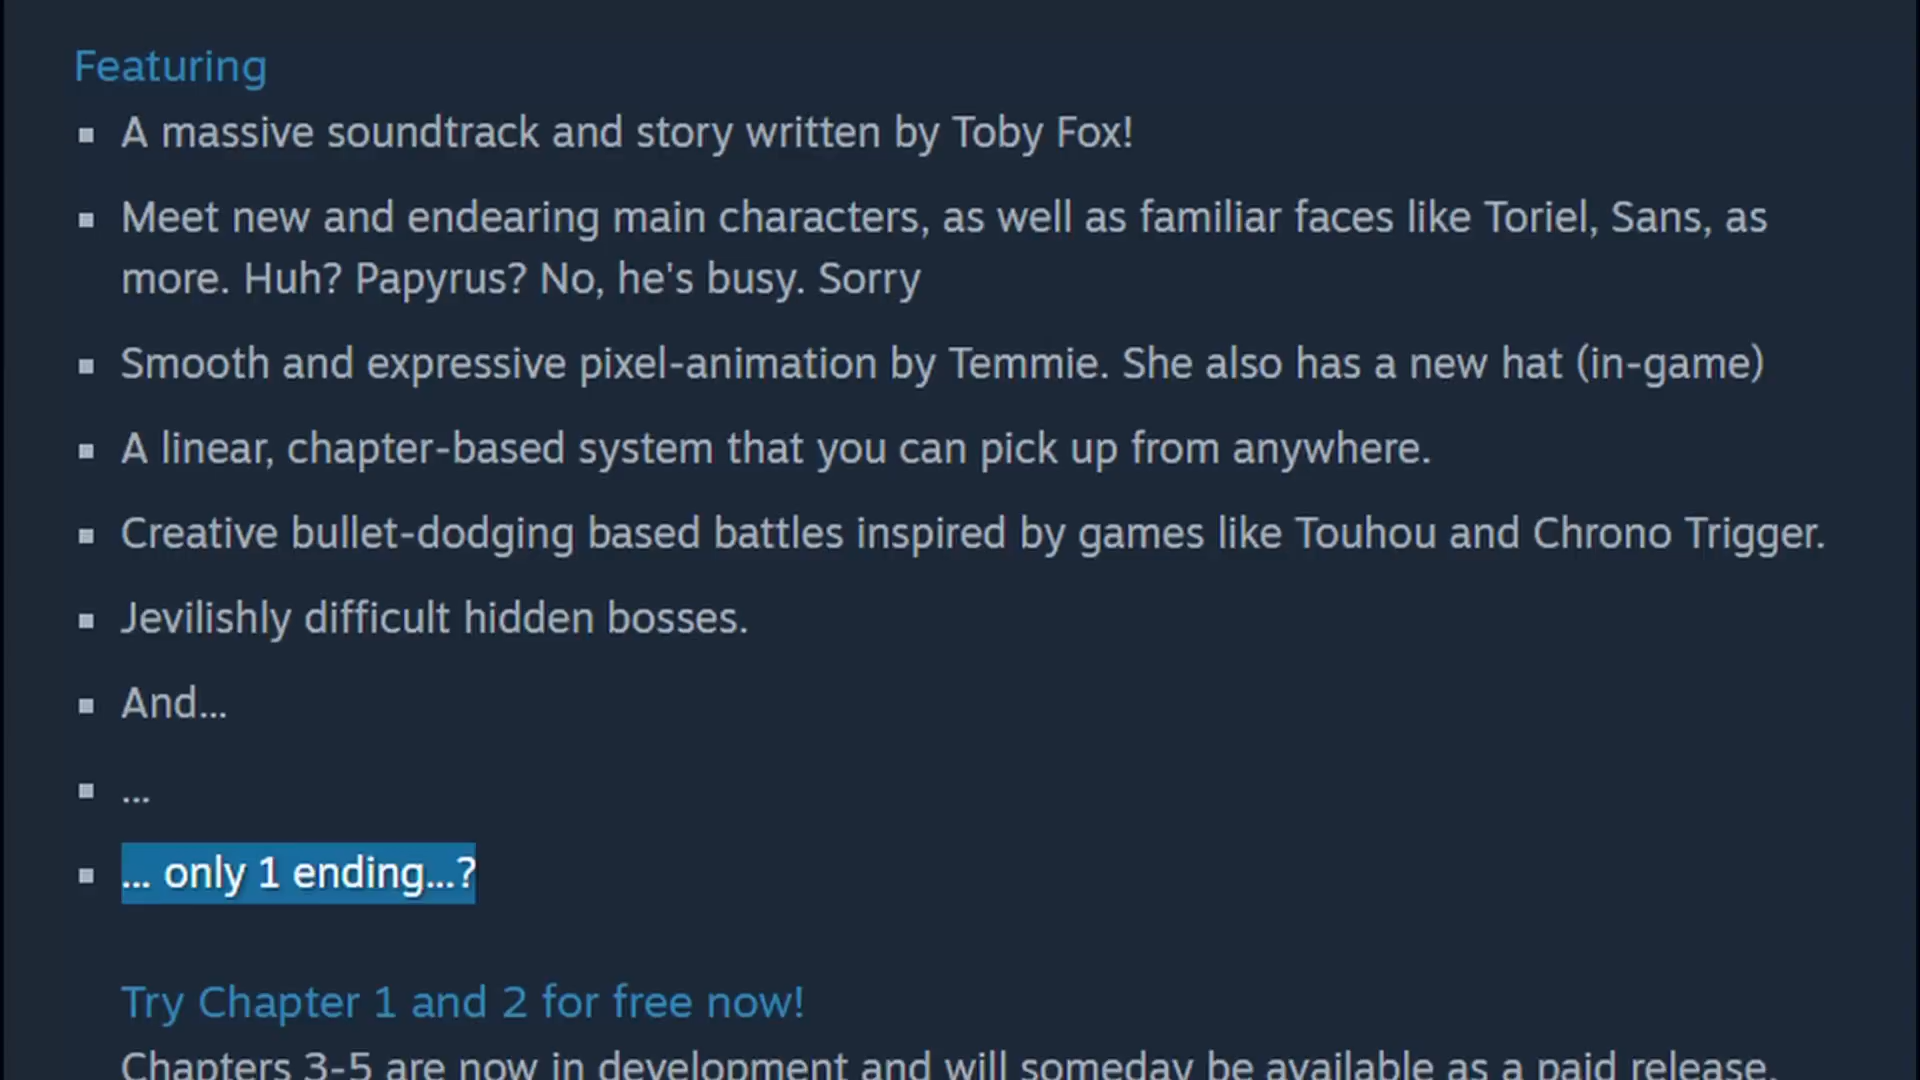 Featuring
A massive soundtrack and story written by Toby Fox!
Meet new and endearing main characters, as well as familiar faces like Toriel, Sans, as
more. Huh? Papyrus? No, he's busy. Sorry
Smooth and expressive pixel-animation by Temmie. She also has a new hat (in-game)
A linear, chapter-based system that you can pick up from anywhere.
Creative bullet-dodging based battles inspired by games like Touhou and Chrono Trigger.
Jevilishly difficult hidden bosses.
And...
...
... only 1 ending...?
Try Chapter 1 and 2 for free now!
Chapters 3-5 are now in development and will someday be available as a paid release.